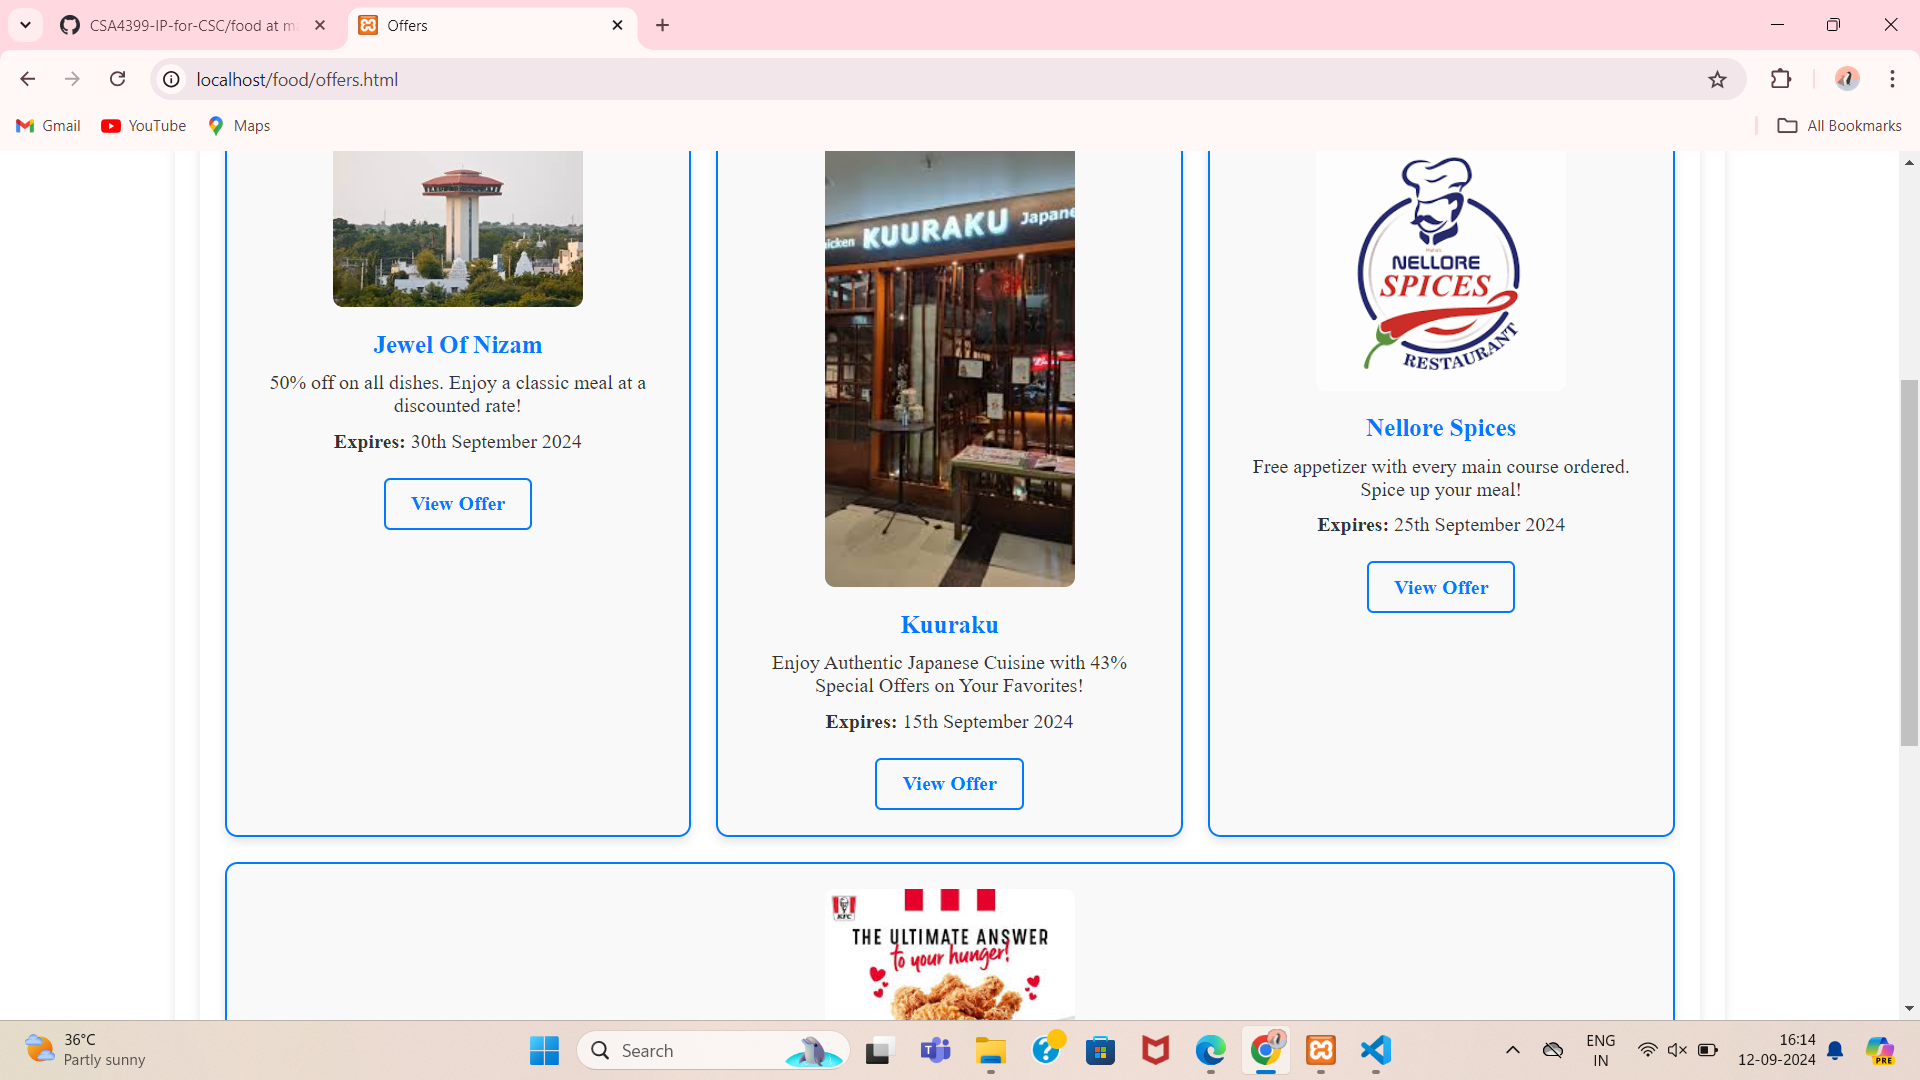 CSA4399-IP-for-CSC/food at ma
Offers
localhost/food/offers.html
Gmail
YouTube
Maps
All Bookmarks
Jewel Of Nizam
50% off on all dishes. Enjoy a classic meal at a
discounted rate!
Expires: 30th September 2024
View Offer
icken KUURAKU Japane
Kuuraku
Enjoy Authentic Japanese Cuisine with 43%
Special Offers on Your Favorites!
Expires: 15th September 2024
View Offer
NELLORE
SPICES
RESTAURANT
Nellore Spices
Free appetizer with every main course ordered.
Spice up your meal!
Expires: 25th September 2024
View Offer
KFC
THE ULTIMATE ANSWER
to your hunger!
36°C
Partly sunny
Search
ENG
IN
16:14
12-09-2024
PRE